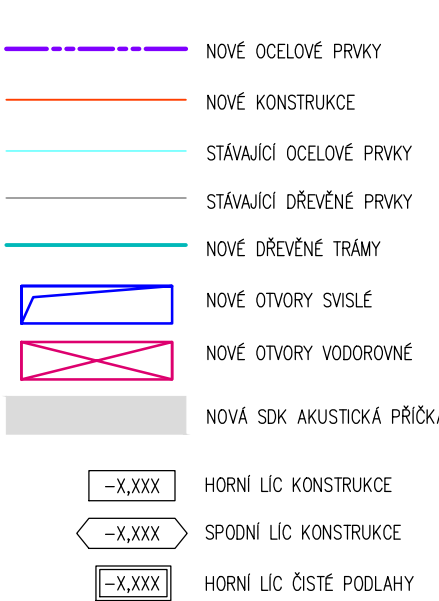 NOVÉ OCELOVÉ PRVKY
NOVÉ KONSTRUKCE
STÁVAJÍCÍ OCELOVÉ PRVKY
STÁVAJÍCÍ DŘEVĚNÉ PRVKY
NOVÉ DŘEVĚNÉ TRÁMY
NOVÉ OTVORY SVISLÉ
NOVÉ OTVORY VODOROVNÉ
NOVÁ SDK AKUSTICKÁ PŘÍČKA
-X,XXX HORNÍ LÍC KONSTRUKCE
-X,XXX SPODNÍ LÍC KONSTRUKCE
-X,XXX HORNÍ LÍC ČISTÉ PODLAHY